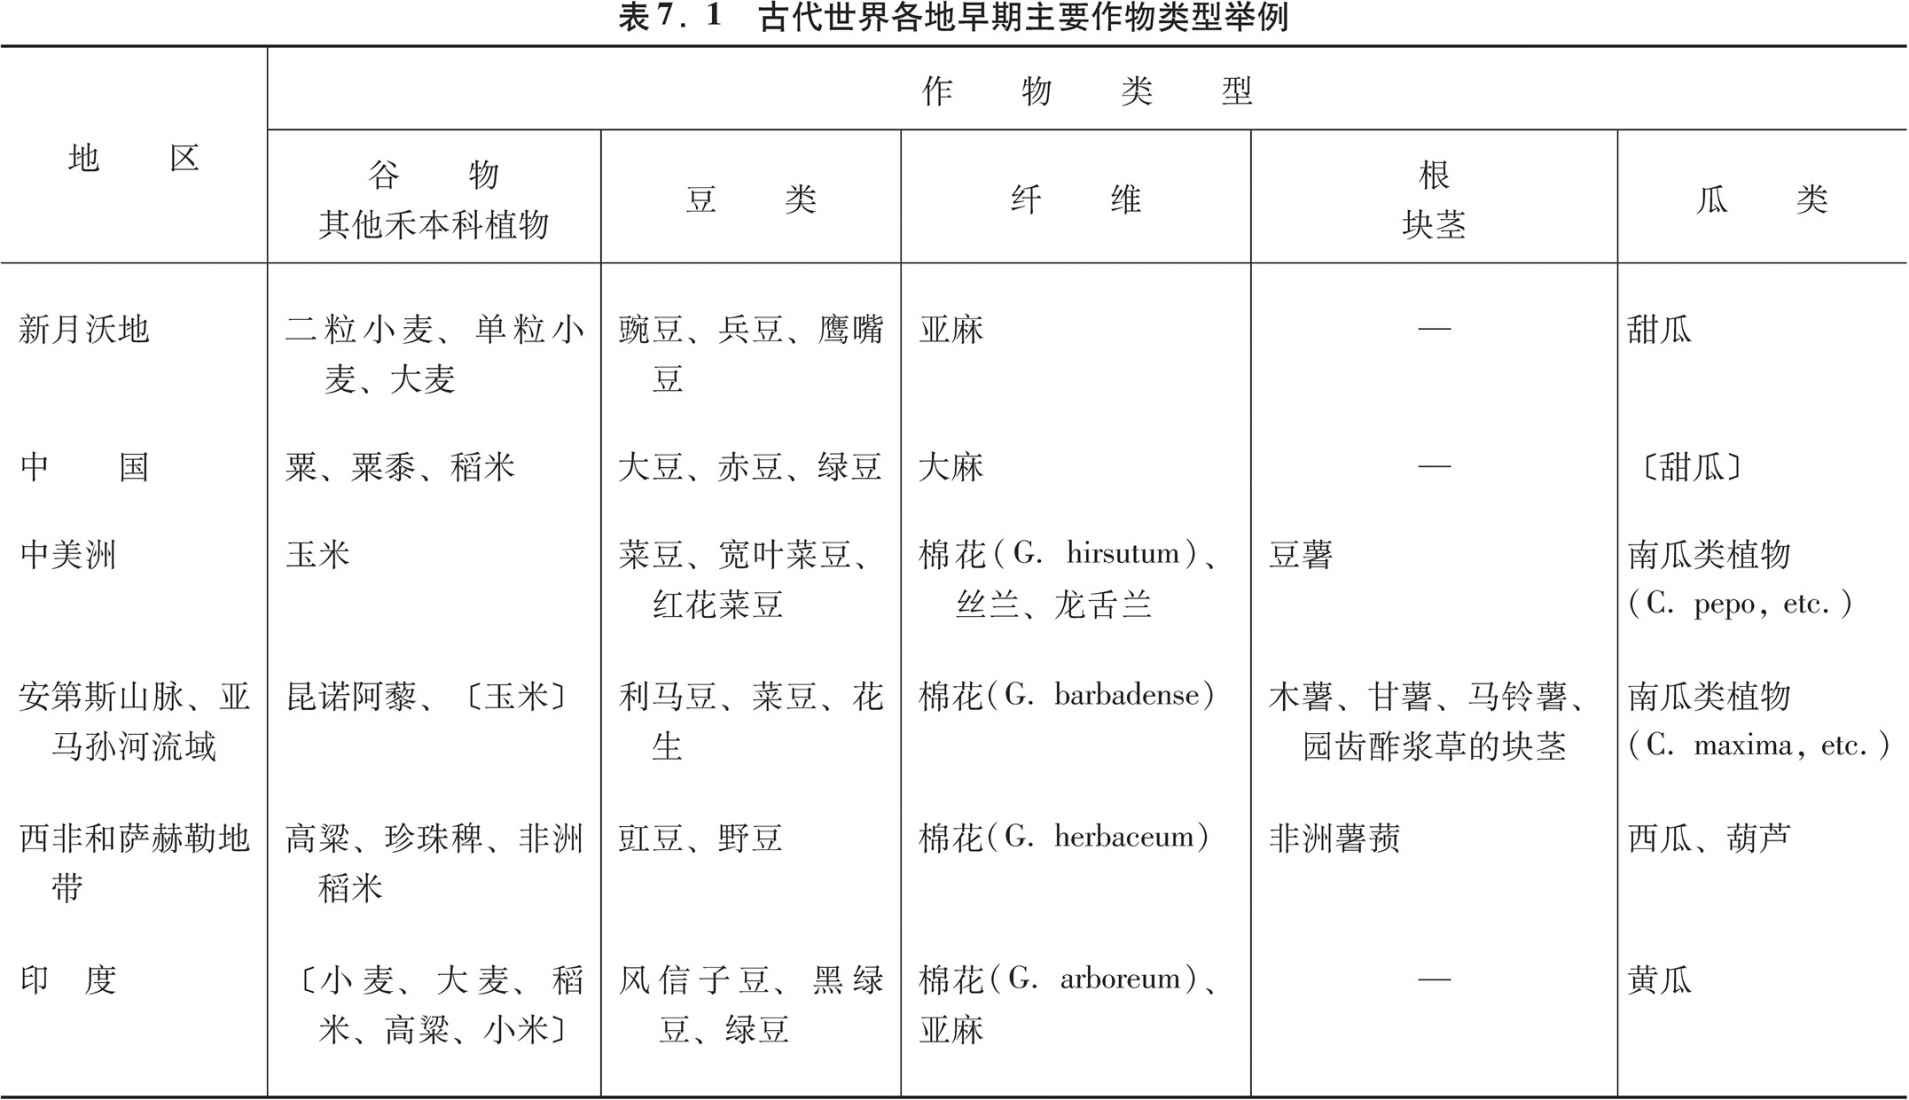 表7.1 古代世界各地早期主要作物类型举例
地 区
作 物 类 型
谷 物
其他禾本科植物
豆 类
纤 维
根
块茎
瓜 类
新月沃地
二粒小麦、单粒小
麦、大麦
豌豆、兵豆、鹰嘴
豆
亚麻
—
甜瓜
中 国
粟、粟黍、稻米
大豆、赤豆、绿豆
大麻
—
〔甜瓜〕
中美洲
玉米
菜豆、宽叶菜豆、
红花菜豆
棉花(G. hirsutum)、
丝兰、龙舌兰
豆薯
南瓜类植物
(C. pepo, etc.)
安第斯山脉、亚
马孙河流域
昆诺阿藜、〔玉米〕
利马豆、菜豆、花
生
棉花(G. barbadense)
木薯、甘薯、马铃薯、
园齿酢浆草的块茎
南瓜类植物
(C. maxima, etc.)
西非和萨赫勒地
带
高粱、珍珠稗、非洲
稻米
豇豆、野豆
棉花(G. herbaceum)
非洲薯蓣
西瓜、葫芦
印 度
〔小麦、大麦、稻
米、高粱、小米〕
风信子豆、黑绿
豆、绿豆
棉花(G. arboreum)、
亚麻
—
黄瓜